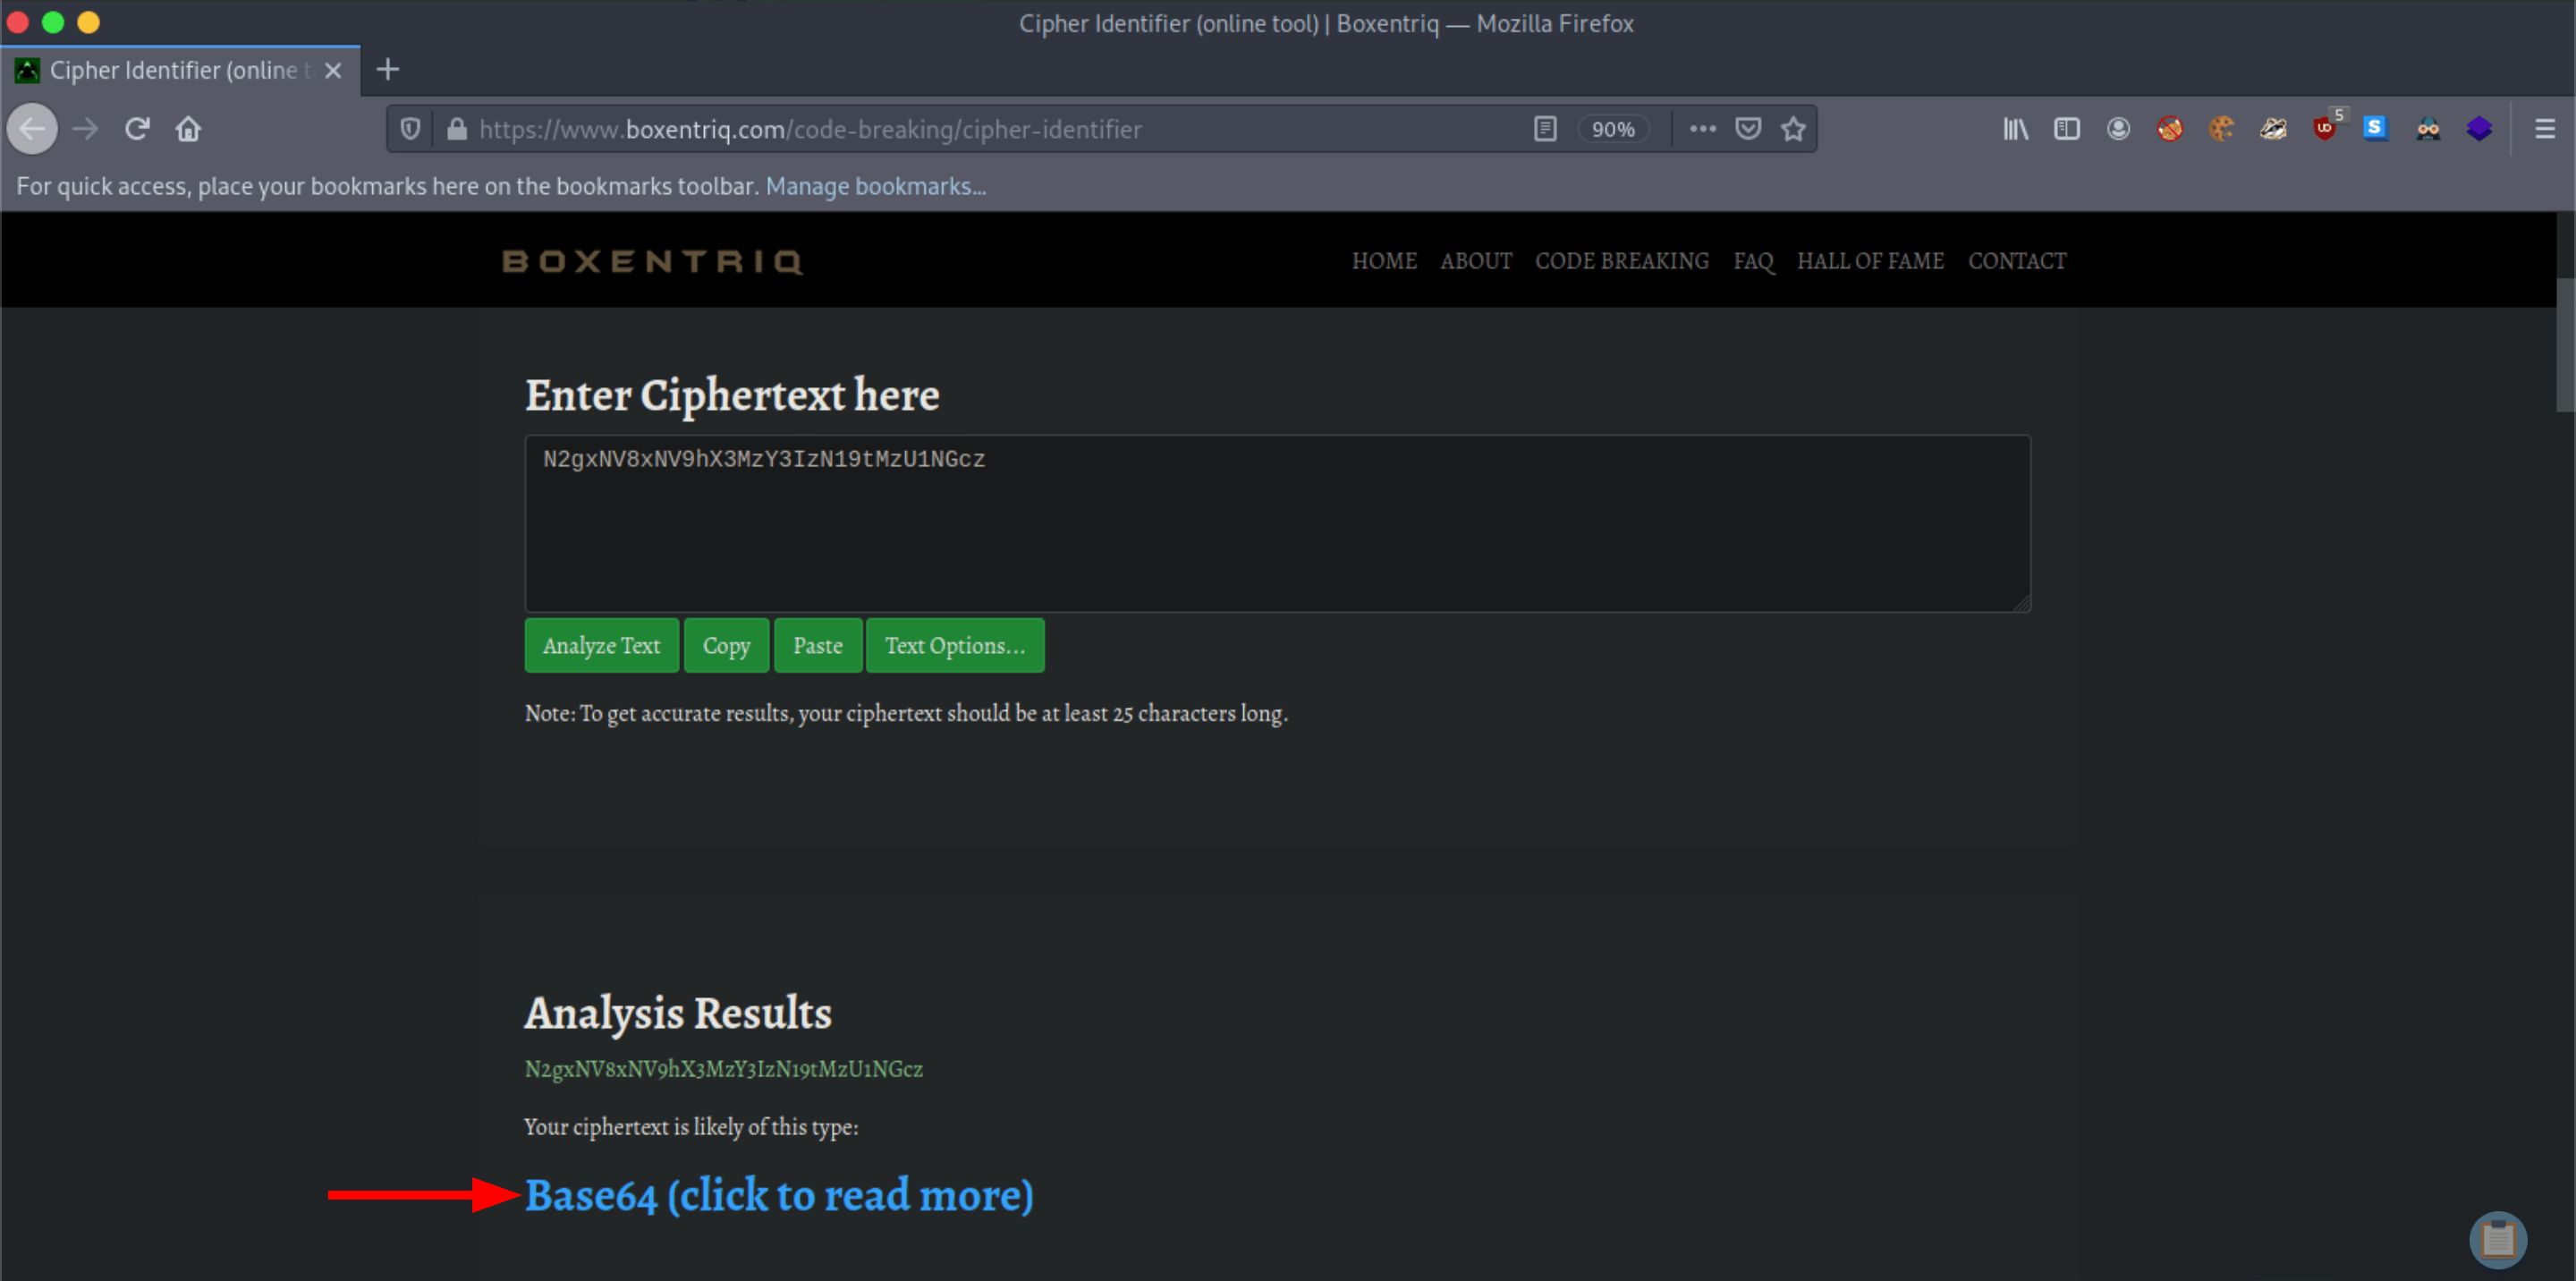 Cipher Identifier (online tool) | Boxentriq — Mozilla Firefox
Cipher Identifier (online t
https://www.boxentriq.com/code-breaking/cipher-identifier
90%
5
For quick access, place your bookmarks here on the bookmarks toolbar. Manage bookmarks...
BOXENTRIQ HOME ABOUT CODE BREAKING FAQ HALL OF FAME CONTACT
Enter Ciphertext here
N2gxNV8xNV9hX3MzY3IzN19tMzU1NGcz
Analyze Text Copy Paste Text Options...
Note: To get accurate results, your ciphertext should be at least 25 characters long.
Analysis Results
N2gxNV8xNV9hX3MzY3IzN19tMzU1NGcz
Your ciphertext is likely of this type:
Base64 (click to read more)